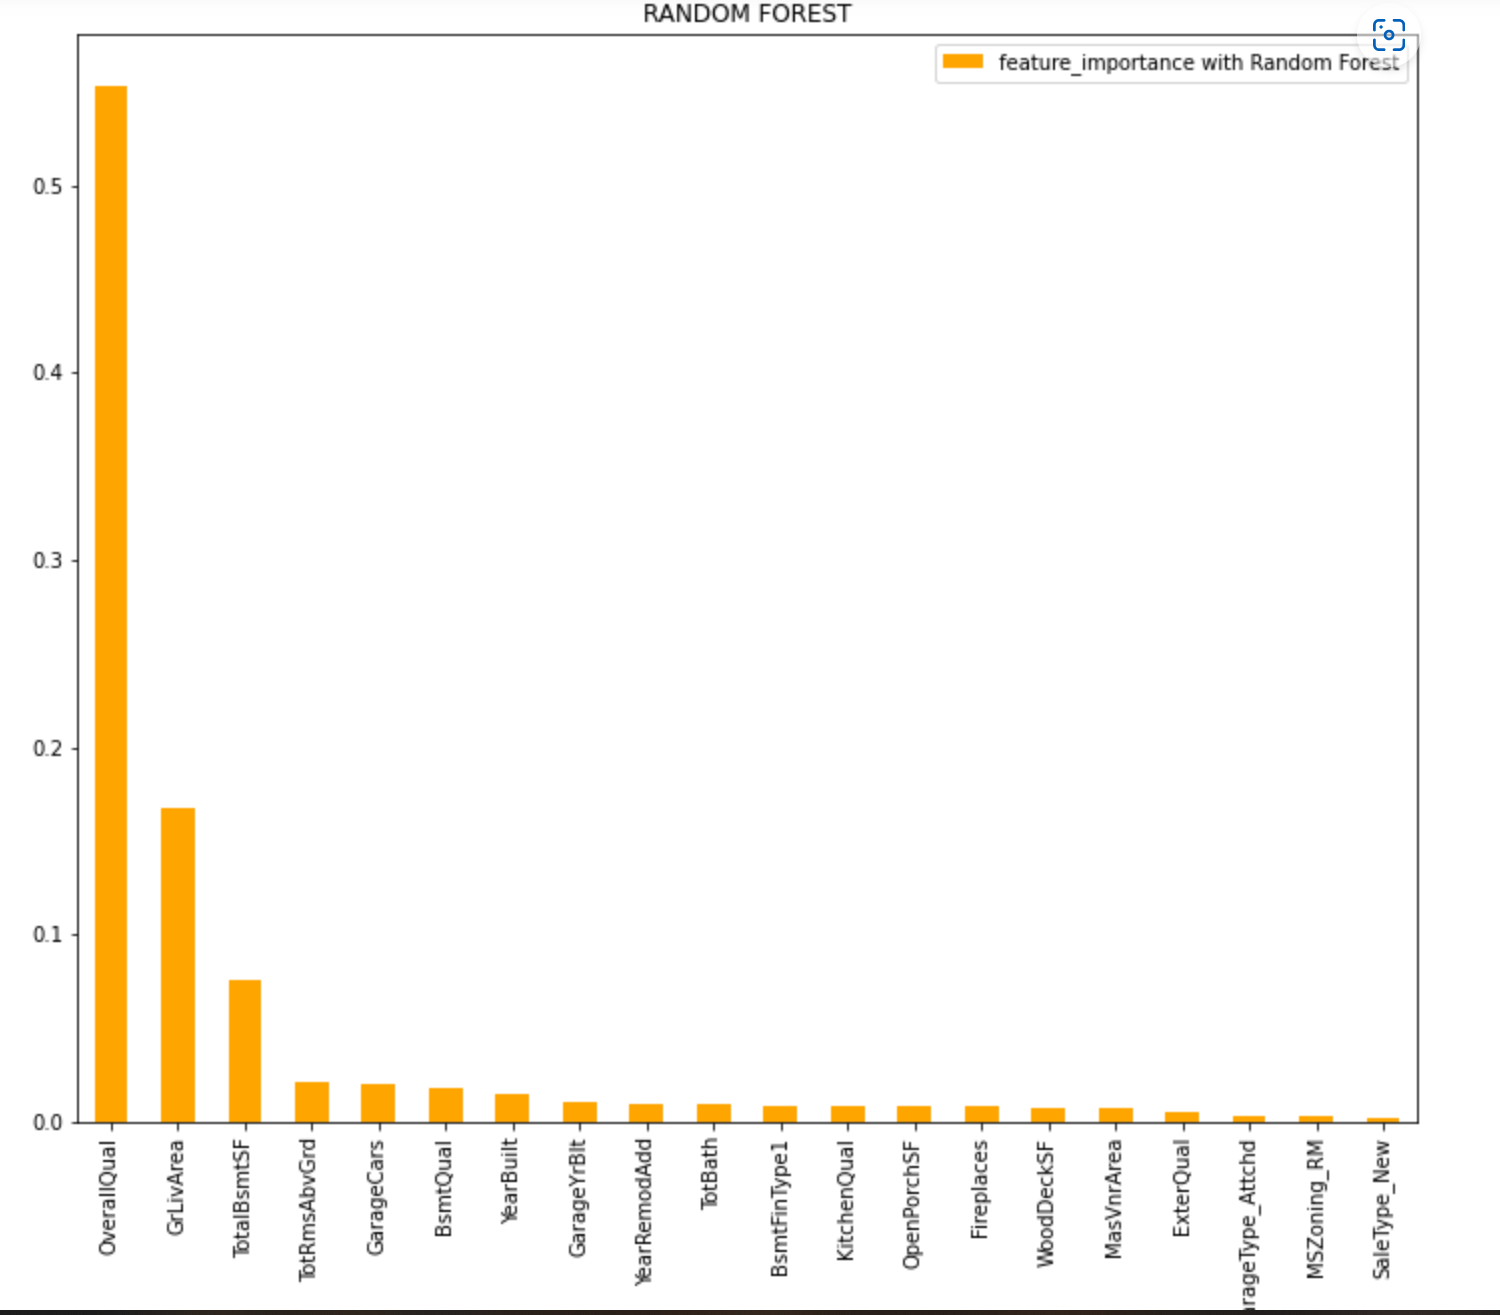 RANDOM FOREST
feature_importance with Random Forest
0.5
0.4
0.3
0.2
0.1
0.0
OverallQual
GrLivArea
TotalBsmtSF
TotRmsAbvGrd
GarageCars
BsmtQual
YearBuilt
GarageYrBlt
YearRemodAdd
TotBath
BsmtFinType1
KitchenQual
OpenPorchSF
Fireplaces
WoodDeckSF
MasVnrArea
ExterQual
arageType_Attchd
MSZoning_RM
SaleType_New